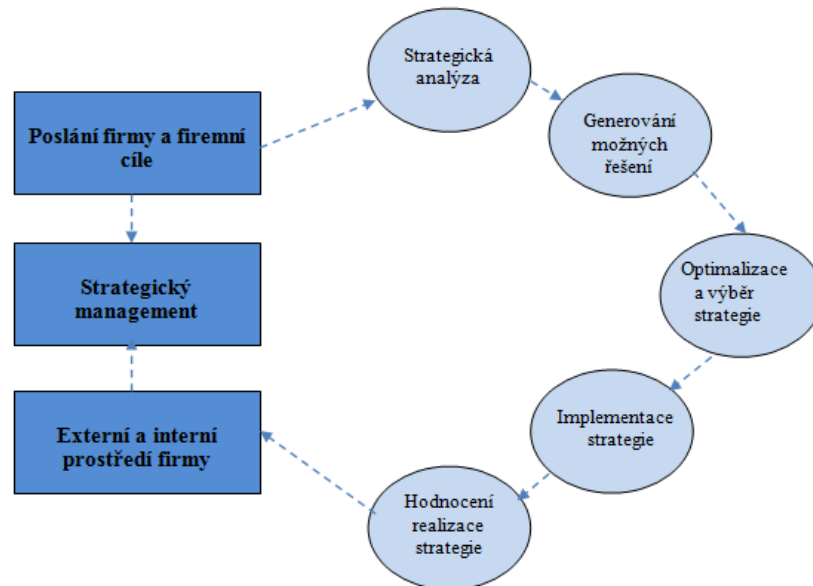 Strategická
analýza
Poslání firmy a firemní
cíle
Generování
možných
řešení
Strategický
management
Optimalizace
a výběr
strategie
Externí a interní
prostředí firmy
Implementace
strategie
Hodnocení
realizace
strategie